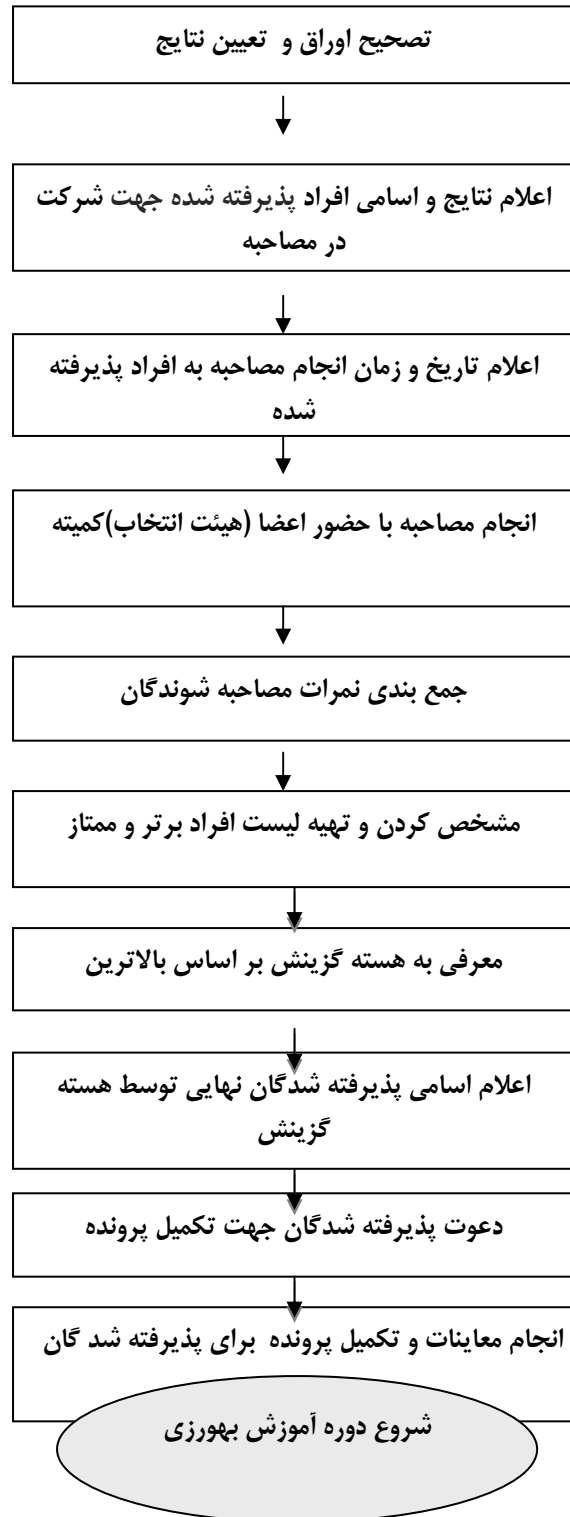 تصحیح اوراق و تعیین نتایج
اعلام نتایج و اسامی افراد پذیرفته شده جهت شرکت
در مصاحبه
اعلام تاریخ و زمان انجام مصاحبه به افراد پذیرفته
شده
انجام مصاحبه با حضور اعضا (هیئت انتخاب)کمیته
جمع بندی نمرات مصاحبه شوندگان
مشخص کردن و تهیه لیست افراد برتر و ممتاز
معرفی به هسته گزینش بر اساس بالاترین
اعلام اسامی پذیرفته شدگان نهایی توسط هسته
گزینش
دعوت پذیرفته شدگان جهت تکمیل پرونده
انجام معاینات و تکمیل پرونده برای پذیرفته شد گان
شروع دوره آموزش بهورزی